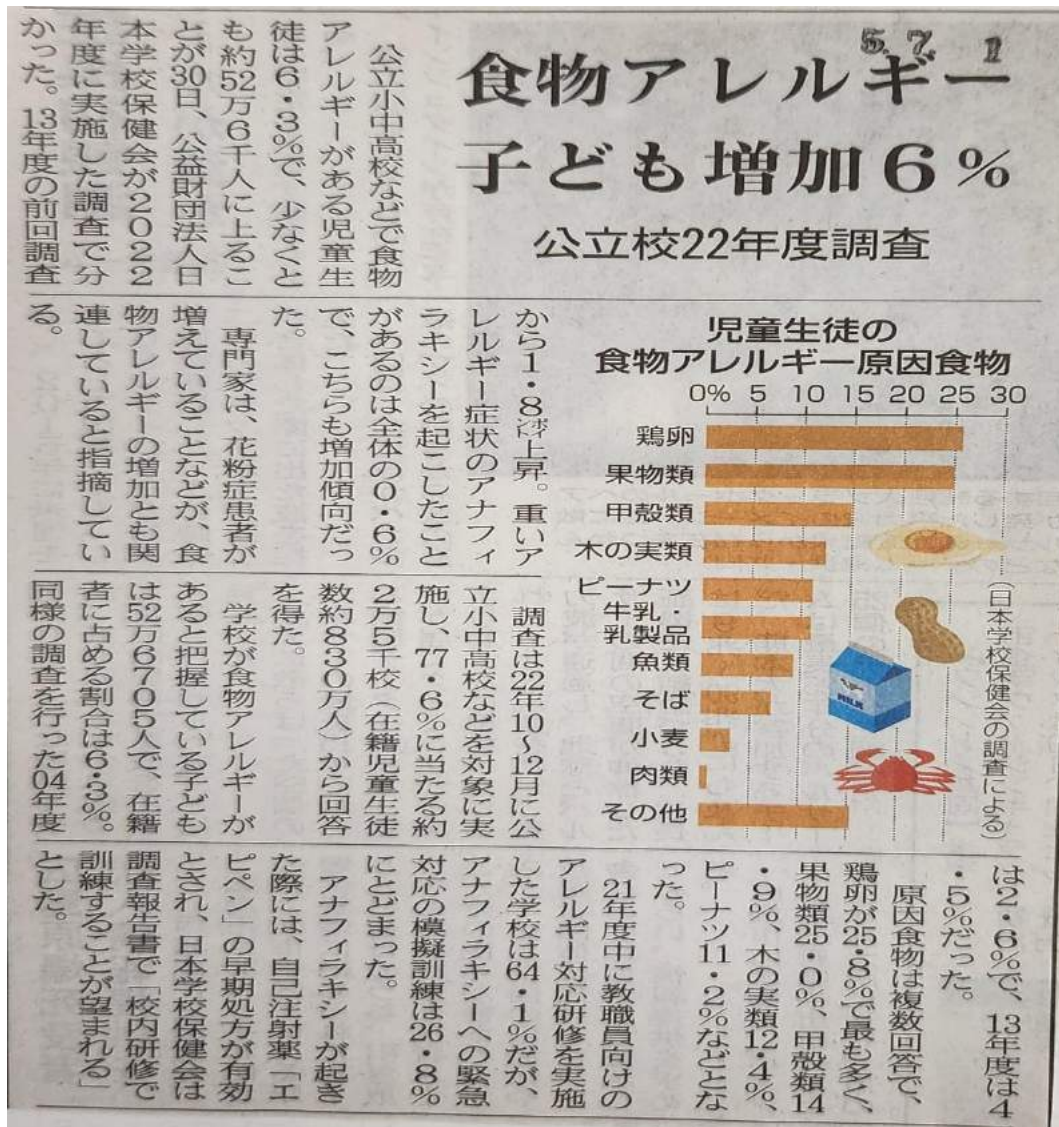 5.7.1
食物アレルギー
子ども増加6%
公立校22年度調査
公立小中高校などで食物
アレルギーがある児童生
徒は6・3%で、少なくと
も約52万6千人に上るこ
とが30日、公益財団法人日
本学校保健会が2022
年度に実施した調査で分
かった。13年度の前回調査
から1・8ポイント上昇。重いア
レルギー症状のアナフィ
ラキシーを起こしたこと
があるのは全体の0・6%
で、こちらも増加傾向だっ
た。
専門家は、花粉症患者が
増えていることなどが、食
物アレルギーの増加とも関
連していると指摘してい
る。
児童生徒の
食物アレルギー原因食物
0% 5 10 15 20 25 30
鶏卵
果物類
甲殻類
木の実類
ピーナツ
牛乳・
乳製品
魚類
そば
小麦
肉類
その他
MILK
(日本学校保健会の調査による)
調査は22年10~12月に公
立小中高校などを対象に実
施し、77・6%に当たる約
2万5千校(在籍児童生徒
数約830万人)から回答
を得た。
学校が食物アレルギーが
あると把握している子ども
は52万6705人で、在籍
者に占める割合は6・3%。
同様の調査を行った04年度
は2・6%で、13年度は4
・5%だった。
原因食物は複数回答で、
鶏卵が25・8%で最も多く、
果物類25・0%、甲殻類14
・9%、木の実類12・4%、
ピーナツ11・2%などとな
った。
21年度中に教職員向けの
アレルギー対応研修を実施
した学校は64・1%だが、
アナフィラキシーへの緊急
対応の模擬訓練は26・8%
にとどまった。
アナフィラキシーが起き
た際には、自己注射薬「エ
ピペン」の早期処方が有効
とされ、日本学校保健会は
調査報告書で「校内研修で
訓練することが望まれる」
とした。